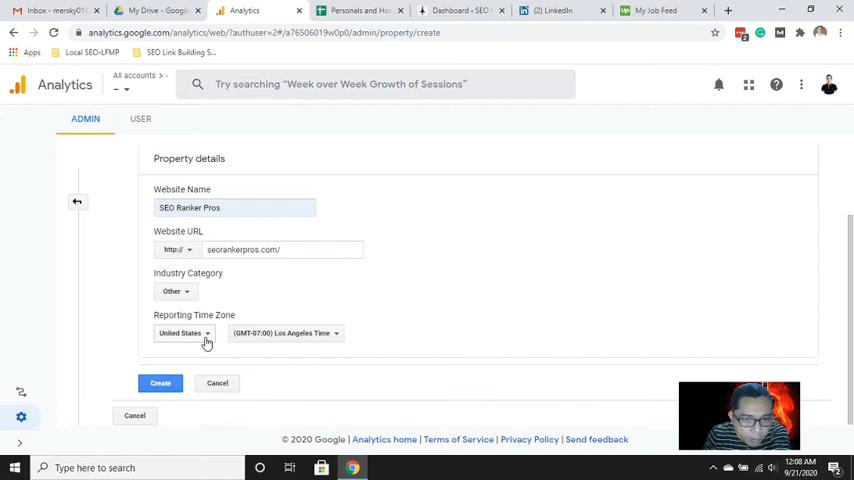 Inbox - mersky01
My Drive - Google
Analytics
Personals and Ho
Dashboard ‹ SEO
(2) LinkedIn
My Job Feed
analytics.google.com/analytics/web/?authuser=2#/a76506019w0p0/admin/property/create
2
Apps
Local SEO-LFMP
SEO Link Building S...
Analytics
All accounts >
Try searching "Week over Week Growth of Sessions"
ADMIN
USER
Property details
Website Name
SEO Ranker Pros
Website URL
http://
seorankerpros.com/
Industry Category
Other
Reporting Time Zone
United States
(GMT-07:00) Los Angeles Time
Create
Cancel
Cancel
© 2020 Google | Analytics home | Terms of Service | Privacy Policy | Send feedback
Type here to search
12:08 AM
9/21/2020
2